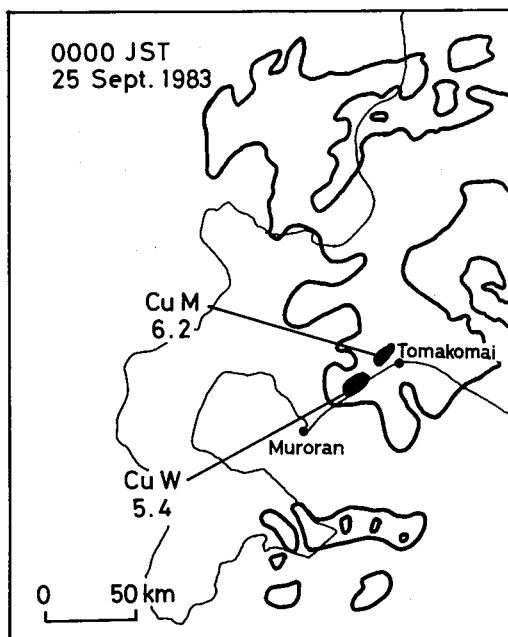 0000 JST
25 Sept. 1983
Cu M
6.2
Tomakomai
Muroran
Cu W
5.4
0 50 km